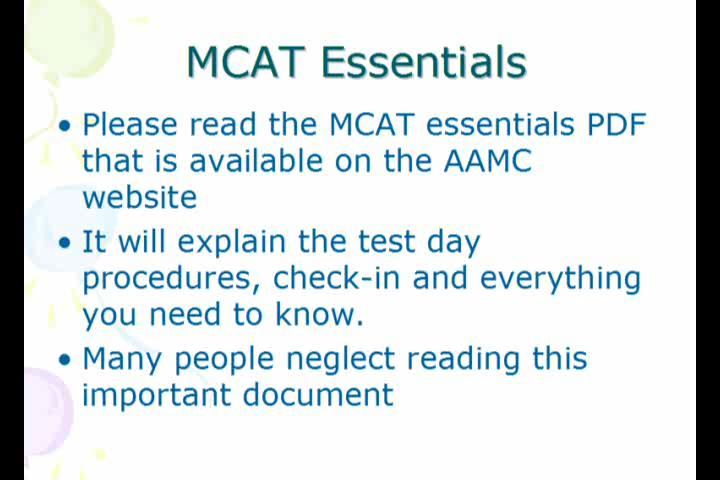 MCAT Essentials
• Please read the MCAT essentials PDF
that is available on the AAMC
website
• It will explain the test day
procedures, check-in and everything
you need to know.
• Many people neglect reading this
important document